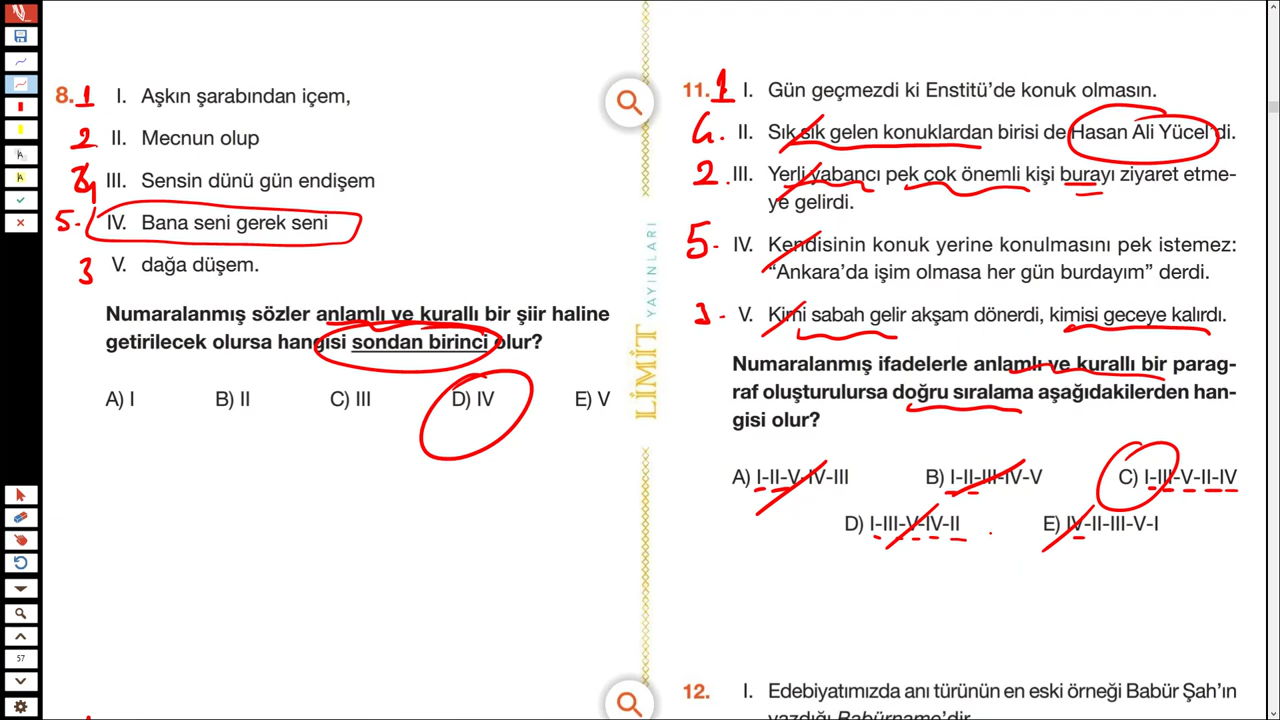 8. 1 I. Aşkın şarabından içem,
2 II. Mecnun olup
4 III. Sensin dünü gün endişem
5. IV. Bana seni gerek seni
3 V. dağa düşem.
Numaralanmış sözler anlamlı ve kurallı bir şiir haline
getirilecek olursa hangisi sondan birinci olur?
A) I B) II C) III D) IV E) V
LİMİT YAYINLARI
11. 1 I. Gün geçmezdi ki Enstitü’de konuk olmasın.
4. II. Sık sık gelen konuklardan birisi de Hasan Ali Yücel’di.
2. III. Yerli yabancı pek çok önemli kişi burayı ziyaret etme-
ye gelirdi.
5. IV. Kendisinin konuk yerine konulmasını pek istemez:
“Ankara’da işim olmasa her gün burdayım” derdi.
3. V. Kimi sabah gelir akşam dönerdi, kimisi geceye kalırdı.
Numaralanmış ifadelerle anlamlı ve kurallı bir parag-
raf oluşturulursa doğru sıralama aşağıdakilerden han-
gisi olur?
A) I-II-V-IV-III B) I-II-III-IV-V C) I-III-V-II-IV
D) I-III-V-IV-II E) IV-II-III-V-I
12. I. Edebiyatımızda anı türünün en eski örneği Babür Şah’ın
yazdığı Babürname’dir.
57